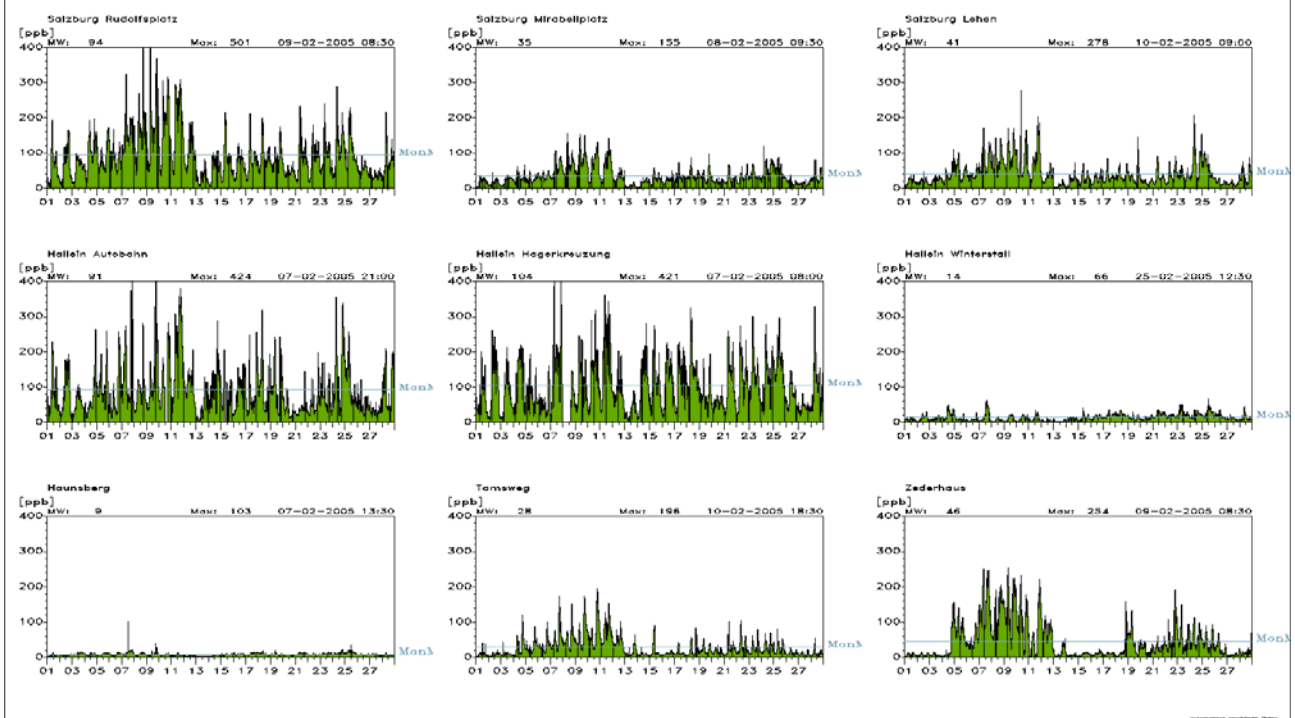 Salzburg Rudolfsplatz
[ppb]
MW: 94 Max: 501 09-02-2005 08:30
400
300
200
100
0
MonM
01 03 05 07 09 11 13 15 17 19 21 23 25 27
Salzburg Mirabellplatz
[ppb]
MW: 35 Max: 155 08-02-2005 09:30
400
300
200
100
0
MonM
01 03 05 07 09 11 13 15 17 19 21 23 25 27
Salzburg Lehen
[ppb]
MW: 41 Max: 278 10-02-2005 09:00
400
300
200
100
0
MonM
01 03 05 07 09 11 13 15 17 19 21 23 25 27
Hallein Autobahn
[ppb]
MW: 91 Max: 424 07-02-2005 21:00
400
300
200
100
0
MonM
01 03 05 07 09 11 13 15 17 19 21 23 25 27
Hallein Hagerkreuzung
[ppb]
MW: 104 Max: 421 07-02-2005 08:00
400
300
200
100
0
MonM
01 03 05 07 09 11 13 15 17 19 21 23 25 27
Hallein Winterstall
[ppb]
MW: 14 Max: 66 25-02-2005 12:30
400
300
200
100
0
MonM
01 03 05 07 09 11 13 15 17 19 21 23 25 27
Haunsberg
[ppb]
MW: 9 Max: 103 07-02-2005 13:30
400
300
200
100
0
MonM
01 03 05 07 09 11 13 15 17 19 21 23 25 27
Tamsweg
[ppb]
MW: 28 Max: 196 10-02-2005 18:30
400
300
200
100
0
MonM
01 03 05 07 09 11 13 15 17 19 21 23 25 27
Zederhaus
[ppb]
MW: 46 Max: 254 09-02-2005 08:30
400
300
200
100
0
MonM
01 03 05 07 09 11 13 15 17 19 21 23 25 27